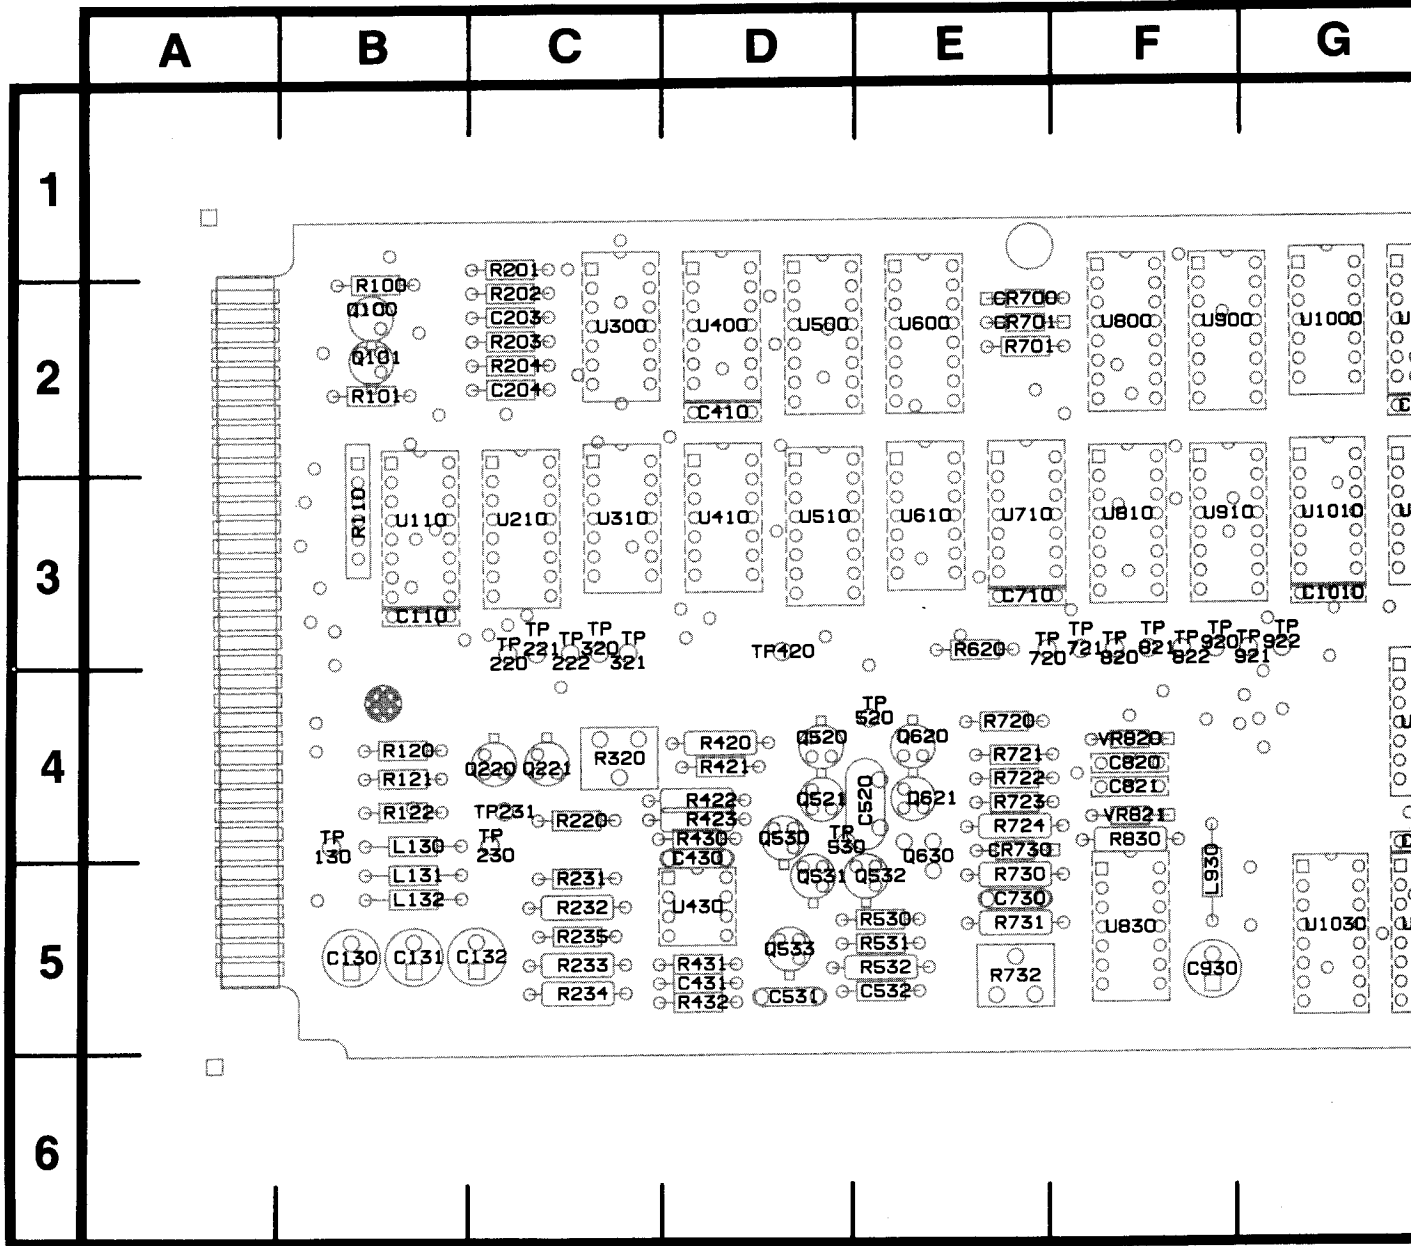 A B C D E F G
1
R201
R100 R202 CR700
Q100 C203 U300 U400 U500 U600 CR701 U800 U900 U1000 U
R203 R701
Q101 R204
2
R101 C204 C410 C
R110 U110 U210 U310 U410 U510 U610 U710 U810 U910 U1010 U
3
C110 C710 C1010
TP 220 TP 221 TP 222 TP 320 TP 321 TP420 R620 TP 720 TP 721 TP 820 TP 821 TP 822 TP 920 TP 921 TP 922
TP 520
R720
Q520 Q620 VR820 U
R120 R420 R721 C820
4
R121 Q220 Q221 R320 R421 R722 C821
R422 Q521 C520 Q621 R723
R122 TP231 R220 R423 R724 VR821
TP 130 L130 TP 230 R430 Q530 TP 530 Q630 CR730 R830 C
C430 L930
L131 R231 Q531 Q532 R730
L132 R232 U430 C730
R530 R731 U830 U1030 U
R235 Q533 R531
5
C130 C131 C132 R233 R431 R532 R732 C930
R234 C431 C531 C532
R432
6